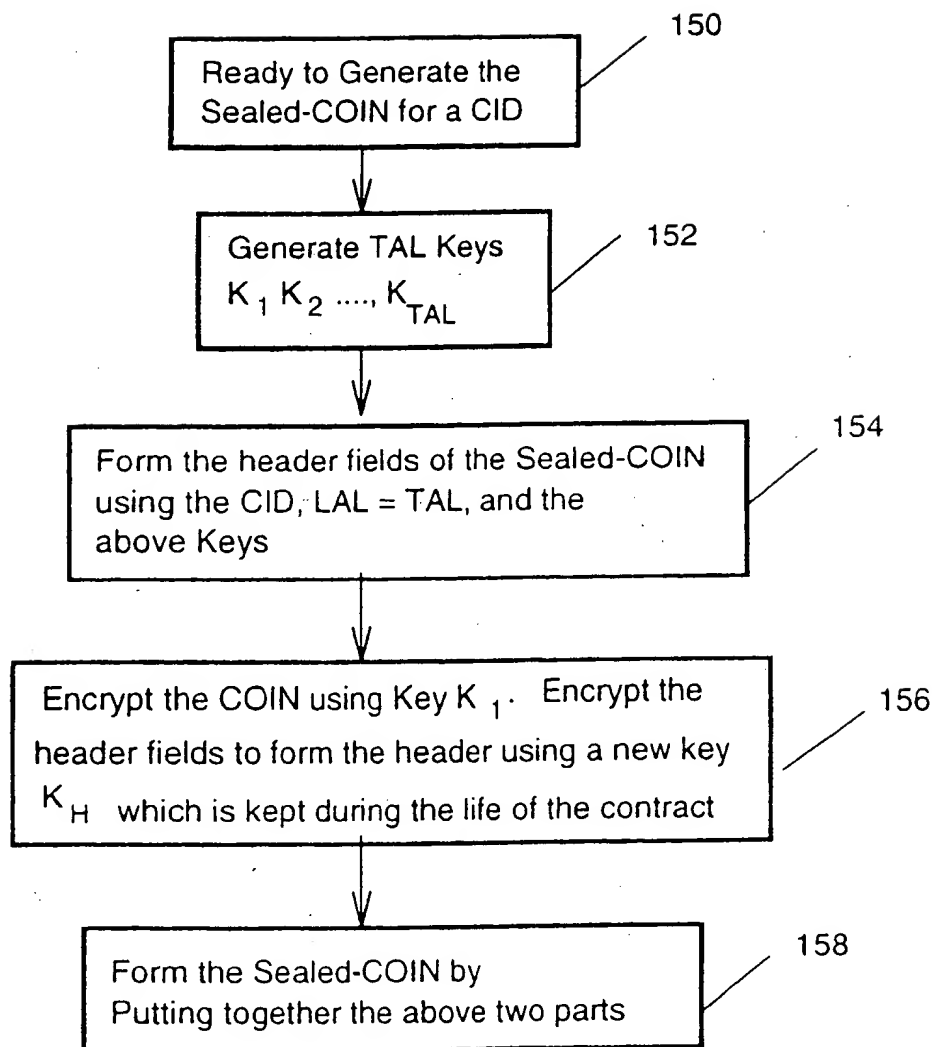 150
Ready to Generate the
Sealed-COIN for a CID
152
Generate TAL Keys
K 1 K 2 ...., K TAL
154
Form the header fields of the Sealed-COIN
using the CID, LAL = TAL, and the
above Keys
156
Encrypt the COIN using Key K 1. Encrypt the
header fields to form the header using a new key
K H which is kept during the life of the contract
158
Form the Sealed-COIN by
Putting together the above two parts